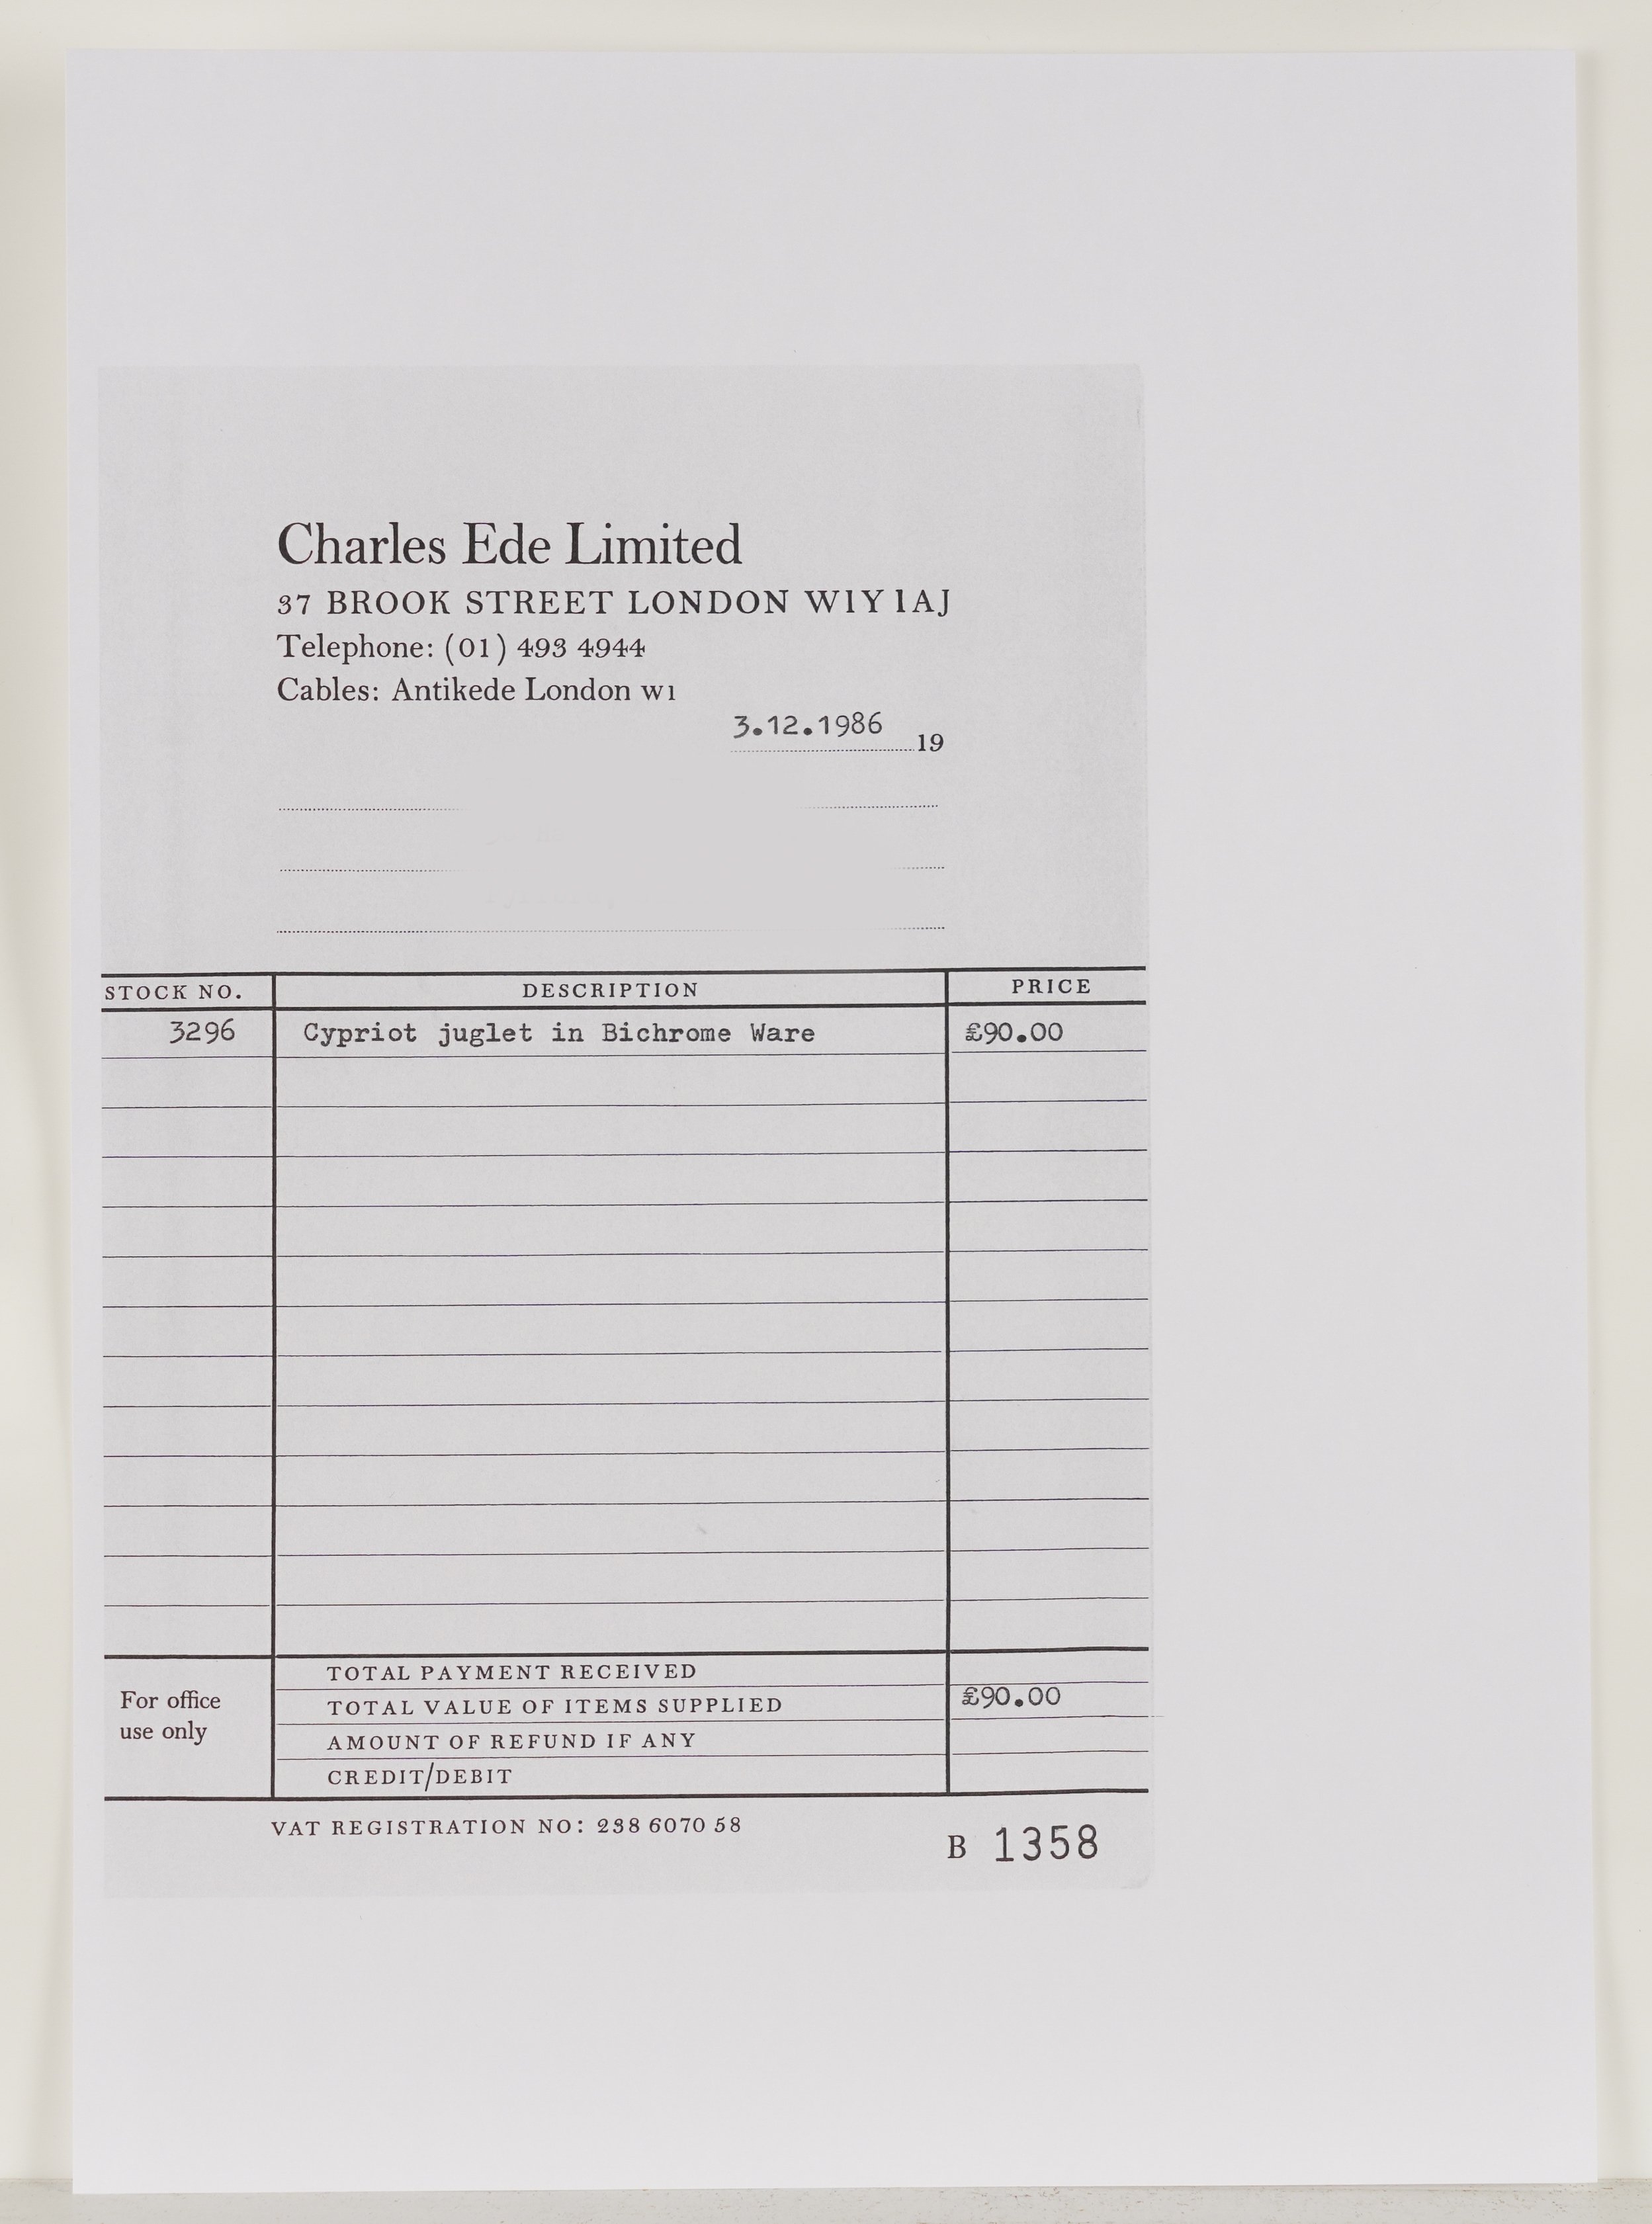 Charles Ede Limited
37 BROOK STREET LONDON W1Y 1AJ
Telephone: (01) 493 4944
Cables: Antikede London W1
3.12.1986 19
STOCK NO. DESCRIPTION PRICE
3296 Cypriot juglet in Bichrome Ware £90.00
For office
use only
TOTAL PAYMENT RECEIVED
TOTAL VALUE OF ITEMS SUPPLIED £90.00
AMOUNT OF REFUND IF ANY
CREDIT/DEBIT
VAT REGISTRATION NO: 238 6070 58
B 1358